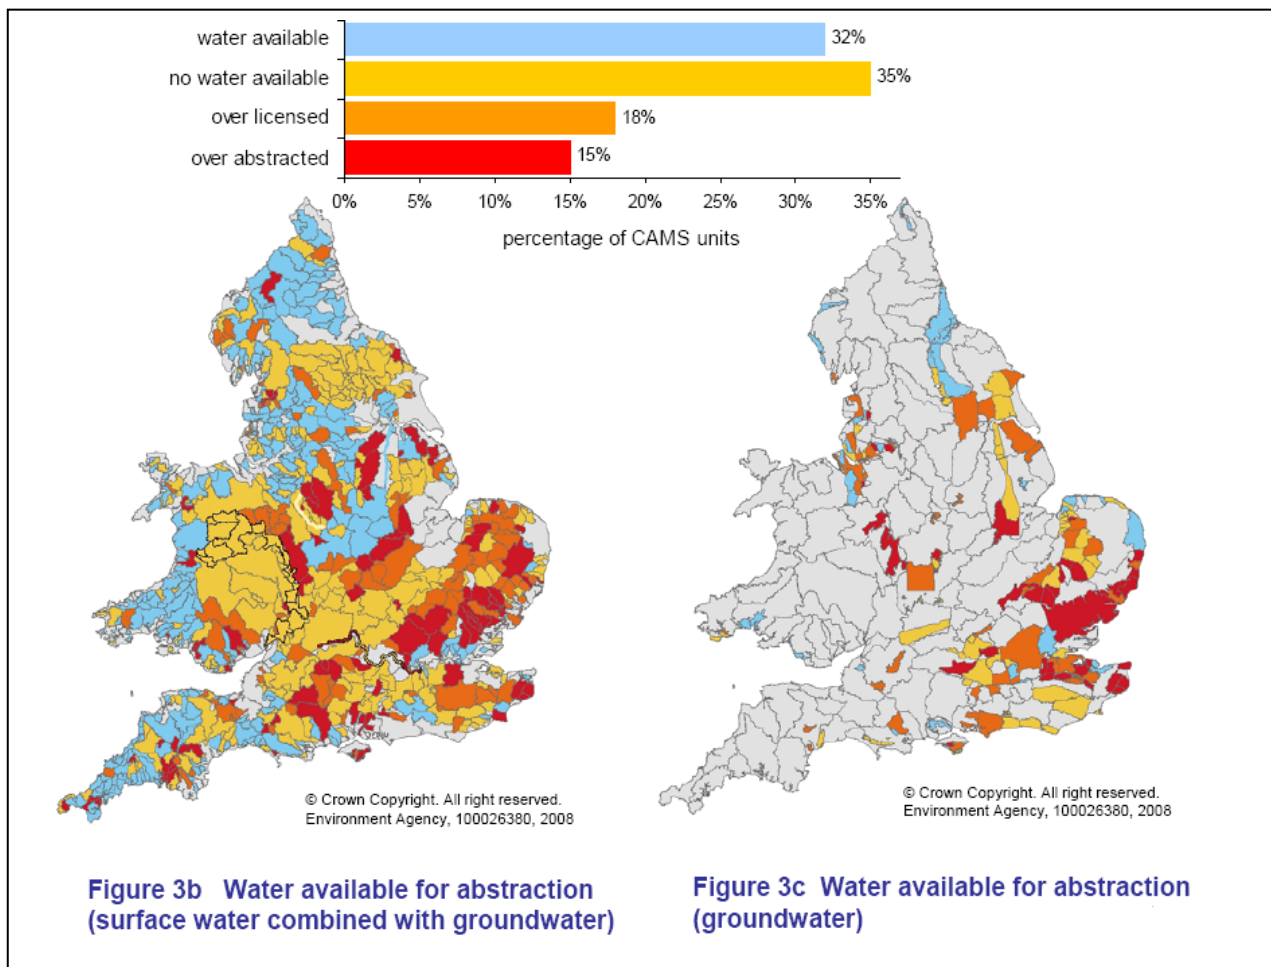 water available
32%
no water available
35%
over licensed
18%
over abstracted
15%
0% 5% 10% 15% 20% 25% 30% 35%
percentage of CAMS units
© Crown Copyright. All right reserved.
Environment Agency, 100026380, 2008
© Crown Copyright. All right reserved.
Environment Agency, 100026380, 2008
Figure 3b Water available for abstraction
(surface water combined with groundwater)
Figure 3c Water available for abstraction
(groundwater)